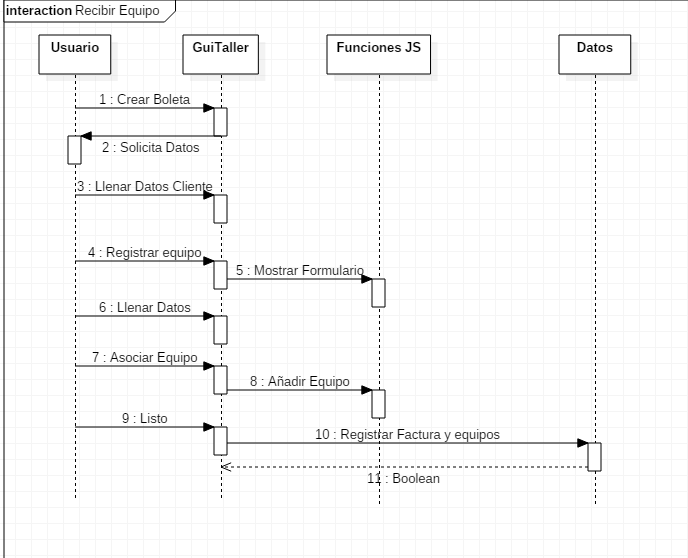 interaction Recibir Equipo
Usuario
GuiTaller
Funciones JS
Datos
1 : Crear Boleta
2 : Solicita Datos
3 : Llenar Datos Cliente
4 : Registrar equipo
5 : Mostrar Formulario
6 : Llenar Datos
7 : Asociar Equipo
8 : Añadir Equipo
9 : Listo
10 : Registrar Factura y equipos
11 : Boolean